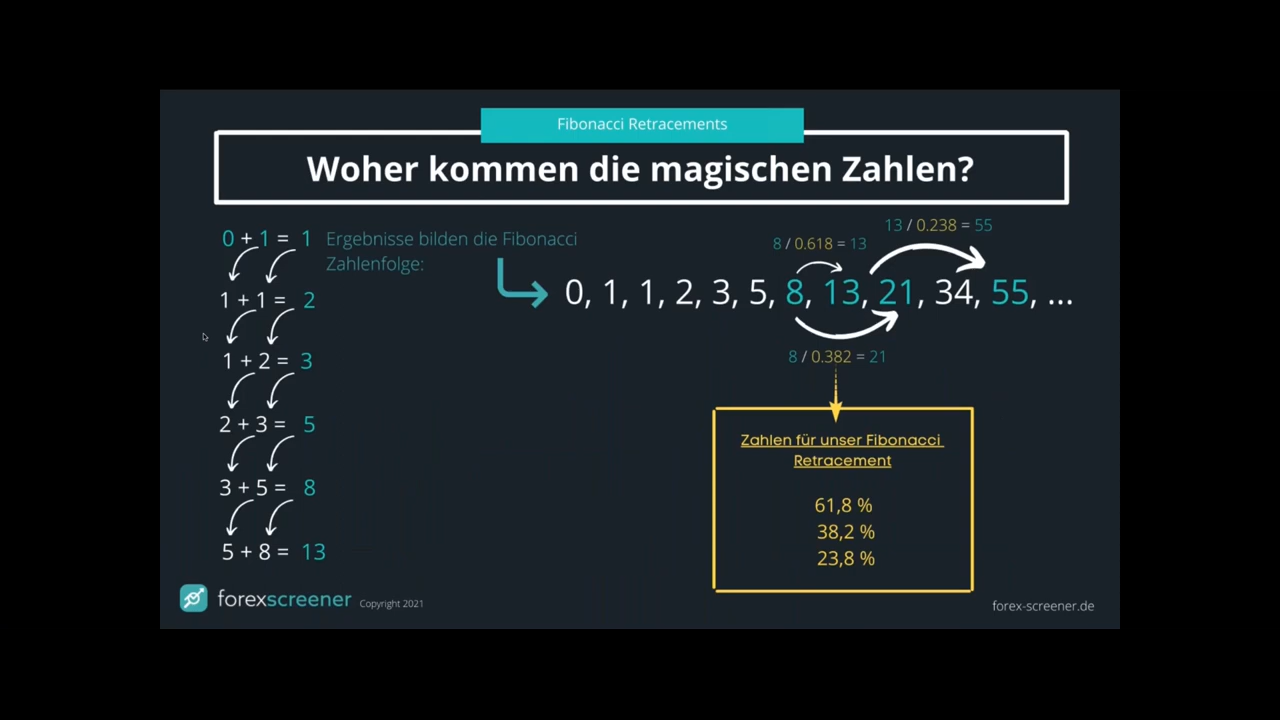 Fibonacci Retracements
Woher kommen die magischen Zahlen?
0 + 1 = 1
Ergebnisse bilden die Fibonacci
Zahlenfolge:
13 / 0.238 = 55
8 / 0.618 = 13
0, 1, 1, 2, 3, 5, 8, 13, 21, 34, 55, ...
1 + 1 = 2
1 + 2 = 3
8 / 0.382 = 21
2 + 3 = 5
3 + 5 = 8
5 + 8 = 13
Zahlen für unser Fibonacci
Retracement
61,8 %
38,2 %
23,8 %
forexscreener Copyright 2021
forex-screener.de